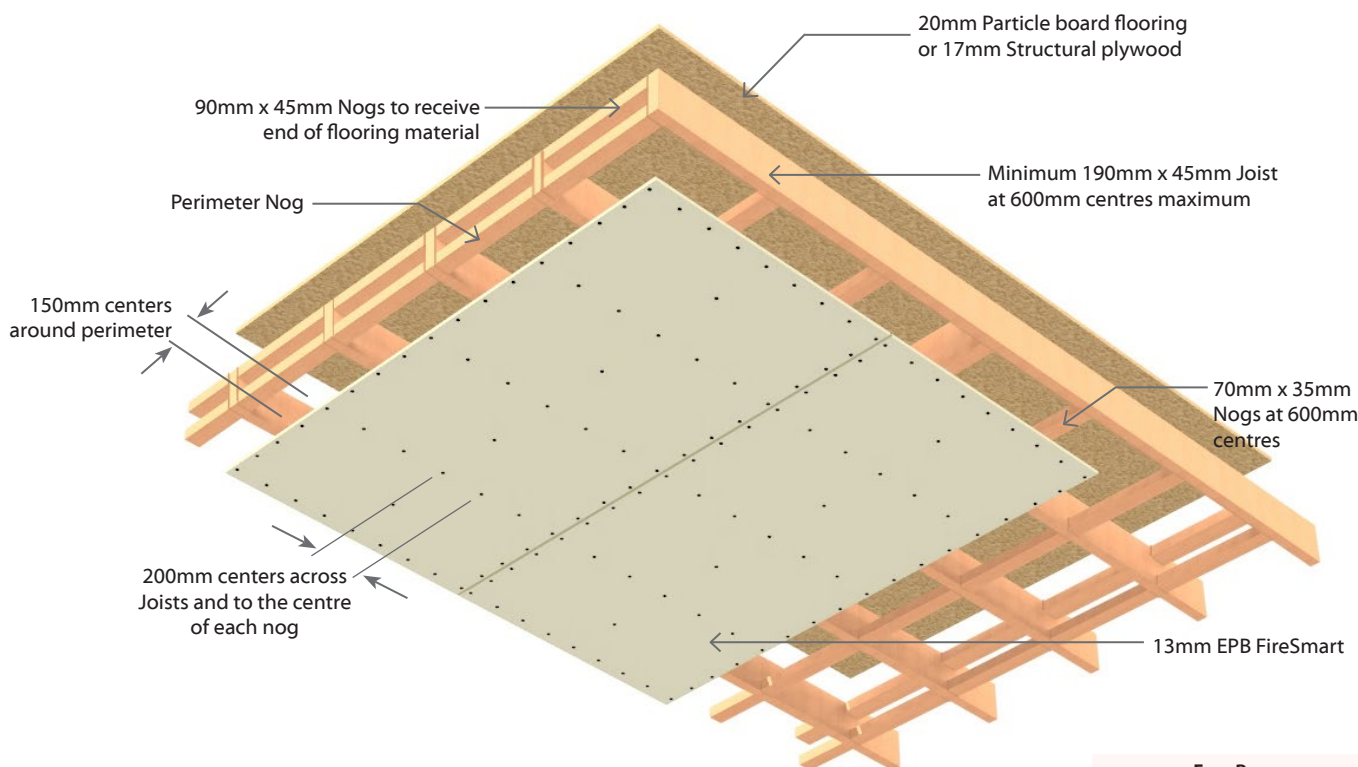 20mm Particle board flooring
or 17mm Structural plywood
90mm x 45mm Nogs to receive
end of flooring material
Minimum 190mm x 45mm Joist
at 600mm centres maximum
Perimeter Nog
150mm centers
around perimeter
70mm x 35mm
Nogs at 600mm
centres
200mm centers across
Joists and to the centre
of each nog
13mm EPB FireSmart